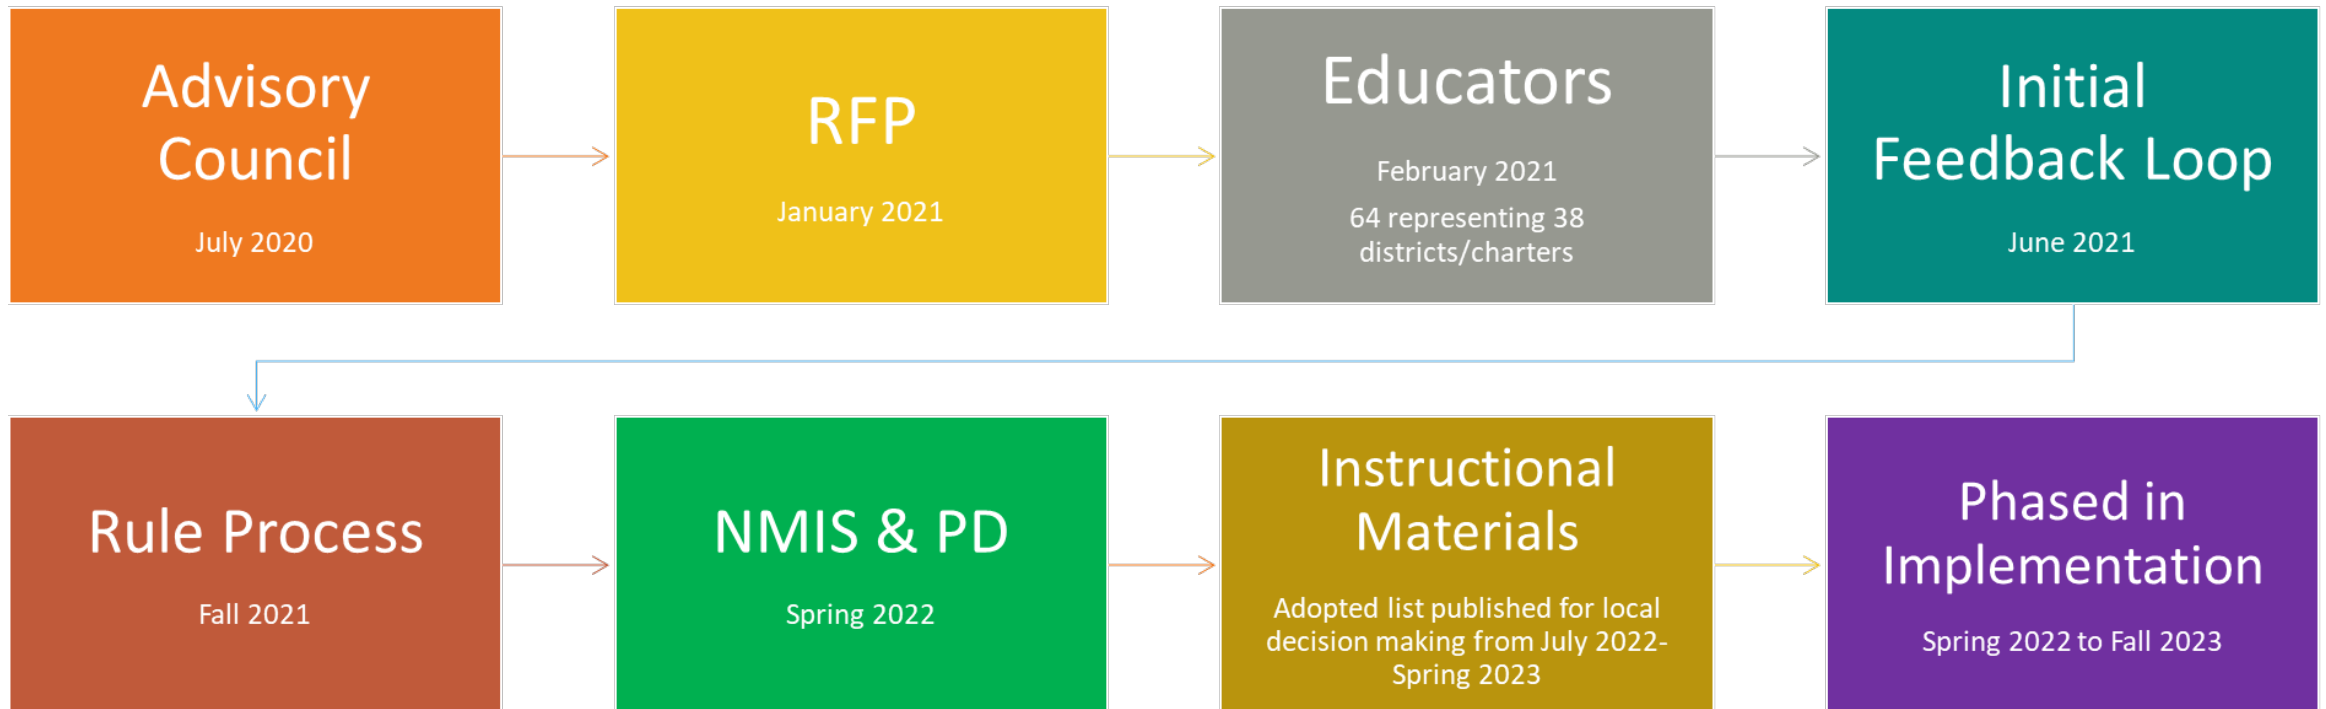 Advisory
Council
July 2020
RFP
January 2021
Educators
February 2021
64 representing 38
districts/charters
Initial
Feedback Loop
June 2021
Rule Process
Fall 2021
NMIS & PD
Spring 2022
Instructional
Materials
Adopted list published for local
decision making from July 2022-
Spring 2023
Phased in
Implementation
Spring 2022 to Fall 2023